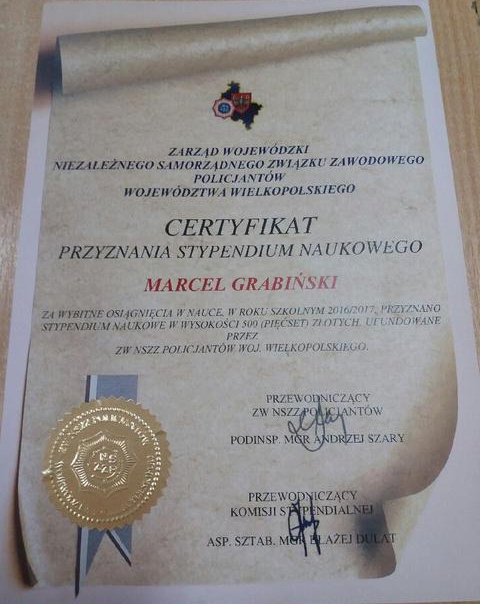 ZARZĄD WOJEWÓDZKI
NIEZALEŻNEGO SAMORZĄDNEGO ZWIĄZKU ZAWODOWEGO
POLICJANTÓW
WOJEWÓDZTWA WIELKOPOLSKIEGO
CERTYFIKAT
PRZYZNANIA STYPENDIUM NAUKOWEGO
MARCEL GRABIŃSKI
ZA WYBITNE OSIĄGNIĘCIA W NAUCE, W ROKU SZKOLNYM 2016/2017, PRZYZNANO
STYPENDIUM NAUKOWE W WYSOKOŚCI 500 (PIĘĆSET) ZŁOTYCH, UFUNDOWANE
PRZEZ
ZW NSZZ POLICJANTÓW WOJ. WIELKOPOLSKIEGO.
PRZEWODNICZĄCY
ZW NSZZ POLICJANTÓW
PODINSP. MGR ANDRZEJ SZARY
PRZEWODNICZĄCY
KOMISJI STYPENDIALNEJ
ASP. SZTAB. MGR BŁAŻEJ DULAT